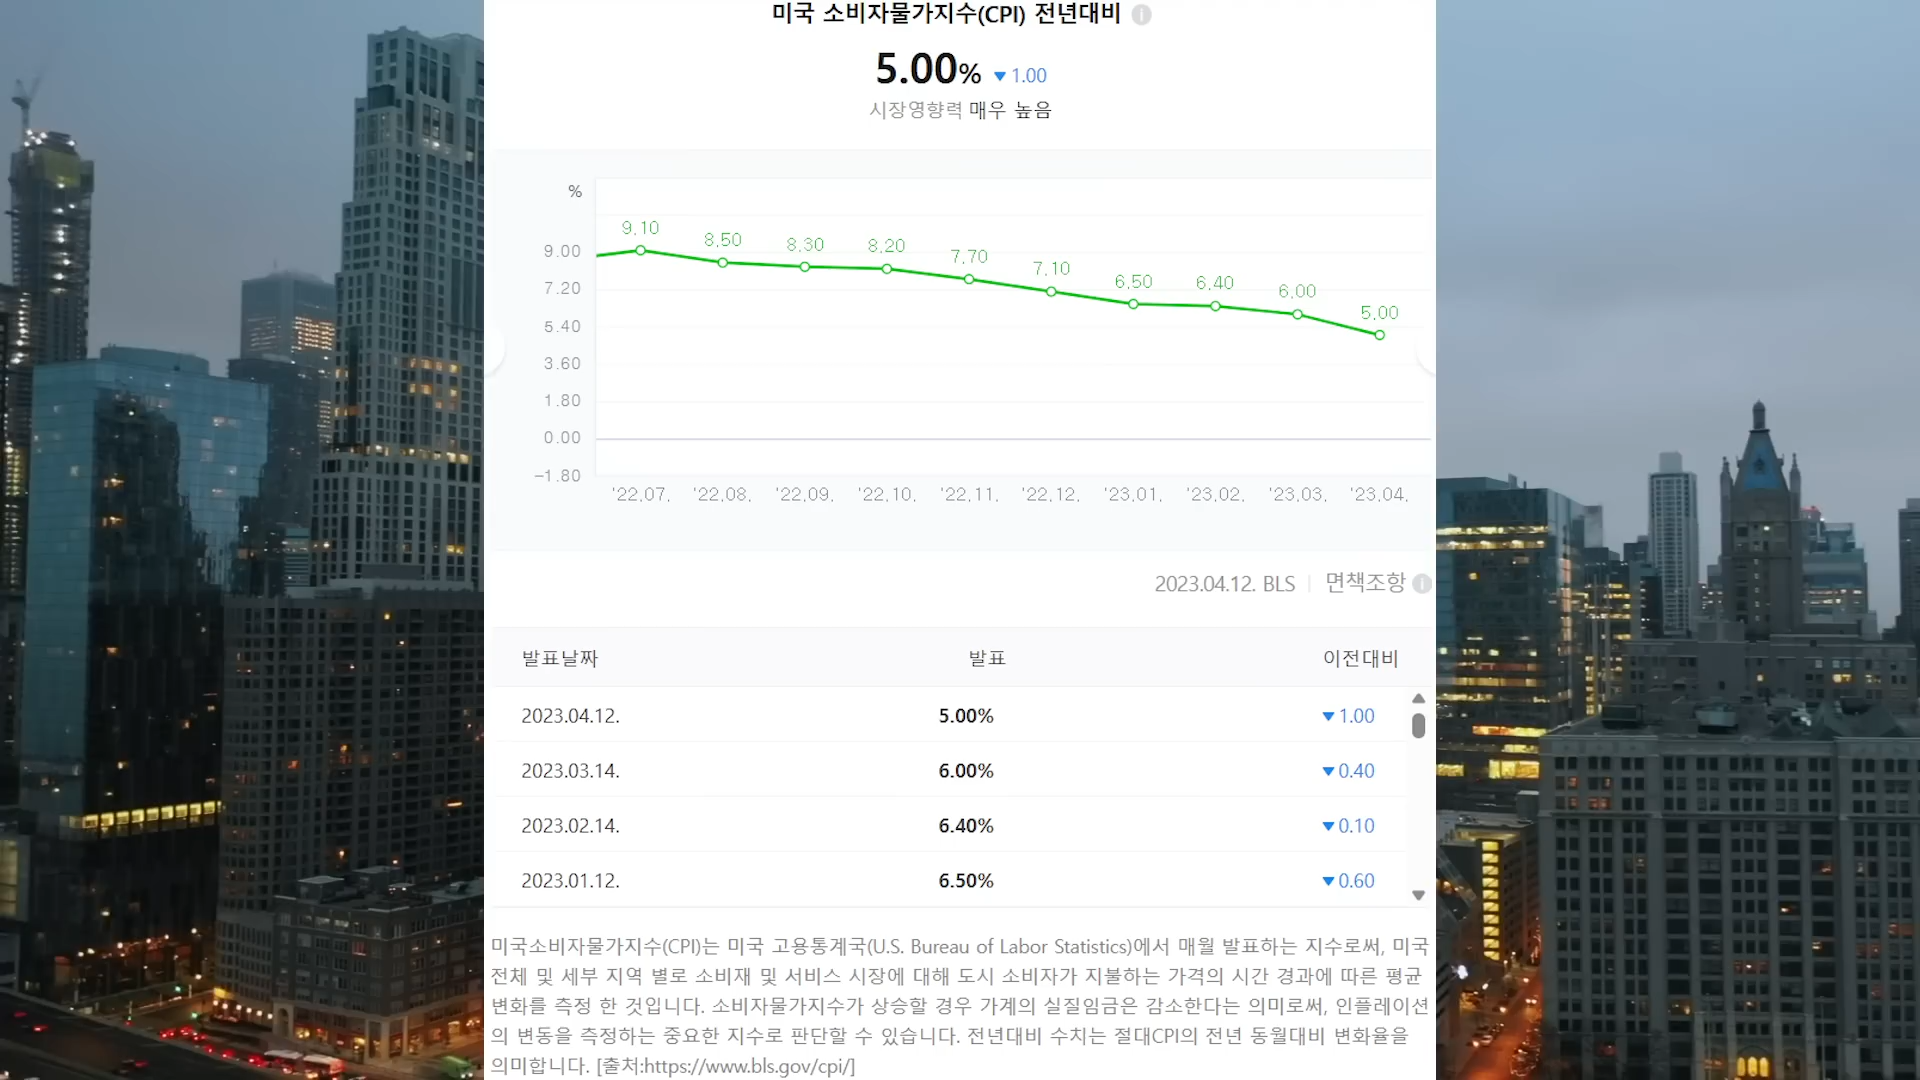 미국 소비자물가지수(CPI) 전년대비
5.00% ▼1.00
시장영향력 매우 높음
%
9.00
7.20
5.40
3.60
1.80
0.00
-1.80
9.10 8.50 8.30 8.20 7.70 7.10 6.50 6.40 6.00 5.00
'22.07. '22.08. '22.09. '22.10. '22.11. '22.12. '23.01. '23.02. '23.03. '23.04.
2023.04.12. BLS | 면책조항
발표날짜 발표 이전대비
2023.04.12. 5.00% ▼1.00
2023.03.14. 6.00% ▼0.40
2023.02.14. 6.40% ▼0.10
2023.01.12. 6.50% ▼0.60
미국소비자물가지수(CPI)는 미국 고용통계국(U.S. Bureau of Labor Statistics)에서 매월 발표하는 지수로써, 미국
전체 및 세부 지역 별로 소비재 및 서비스 시장에 대해 도시 소비자가 지불하는 가격의 시간 경과에 따른 평균
변화를 측정 한 것입니다. 소비자물가지수가 상승할 경우 가계의 실질임금은 감소한다는 의미로써, 인플레이션
의 변동을 측정하는 중요한 지수로 판단할 수 있습니다. 전년대비 수치는 절대CPI의 전년 동월대비 변화율을
의미합니다. [출처:https://www.bls.gov/cpi/]